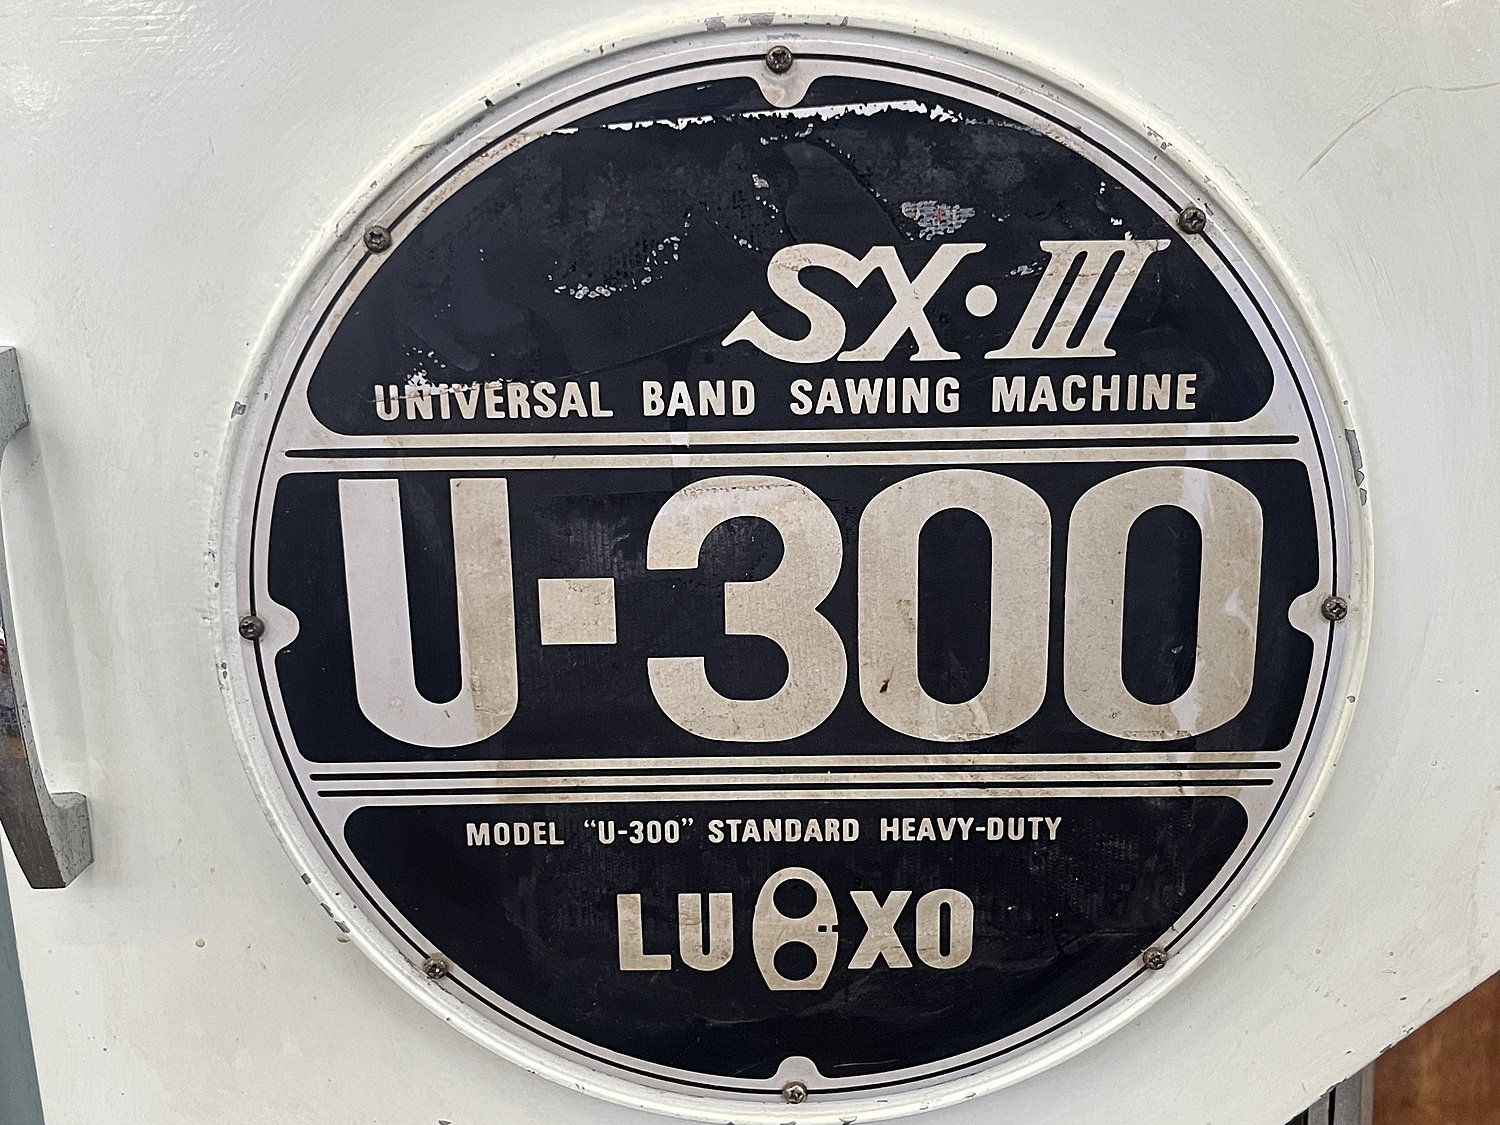 SX·III
UNIVERSAL BAND SAWING MACHINE
U-300
MODEL “U-300” STANDARD HEAVY-DUTY
LUXO